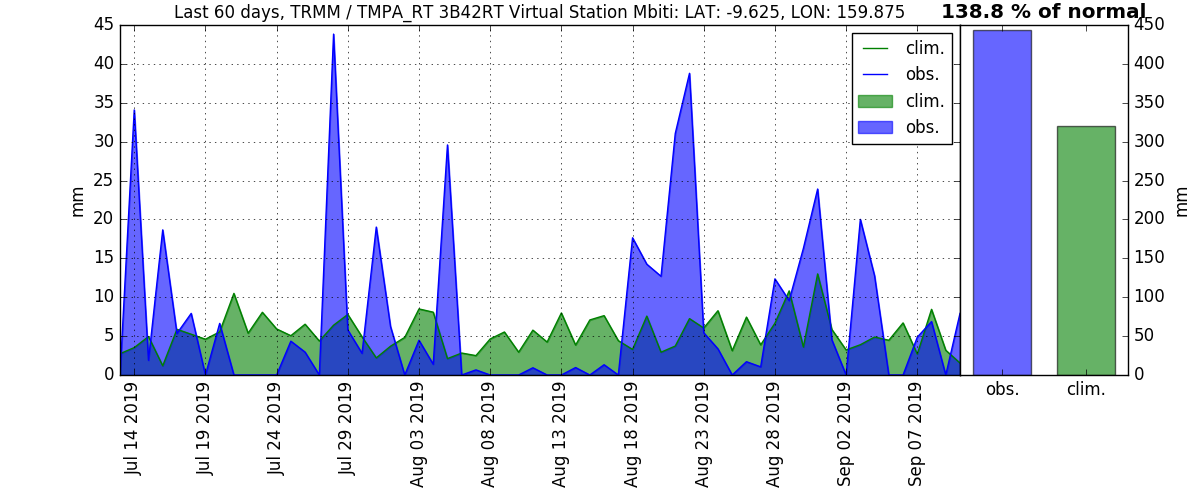 Last 60 days, TRMM / TMPA_RT 3B42RT Virtual Station Mbiti: LAT: -9.625, LON: 159.875
138.8 % of normal
45
40
35
30
25
20
15
10
5
0
mm
clim.
obs.
clim.
obs.
450
400
350
300
250
200
150
100
50
0
mm
obs.
clim.
Jul 14 2019
Jul 19 2019
Jul 24 2019
Jul 29 2019
Aug 03 2019
Aug 08 2019
Aug 13 2019
Aug 18 2019
Aug 23 2019
Aug 28 2019
Sep 02 2019
Sep 07 2019